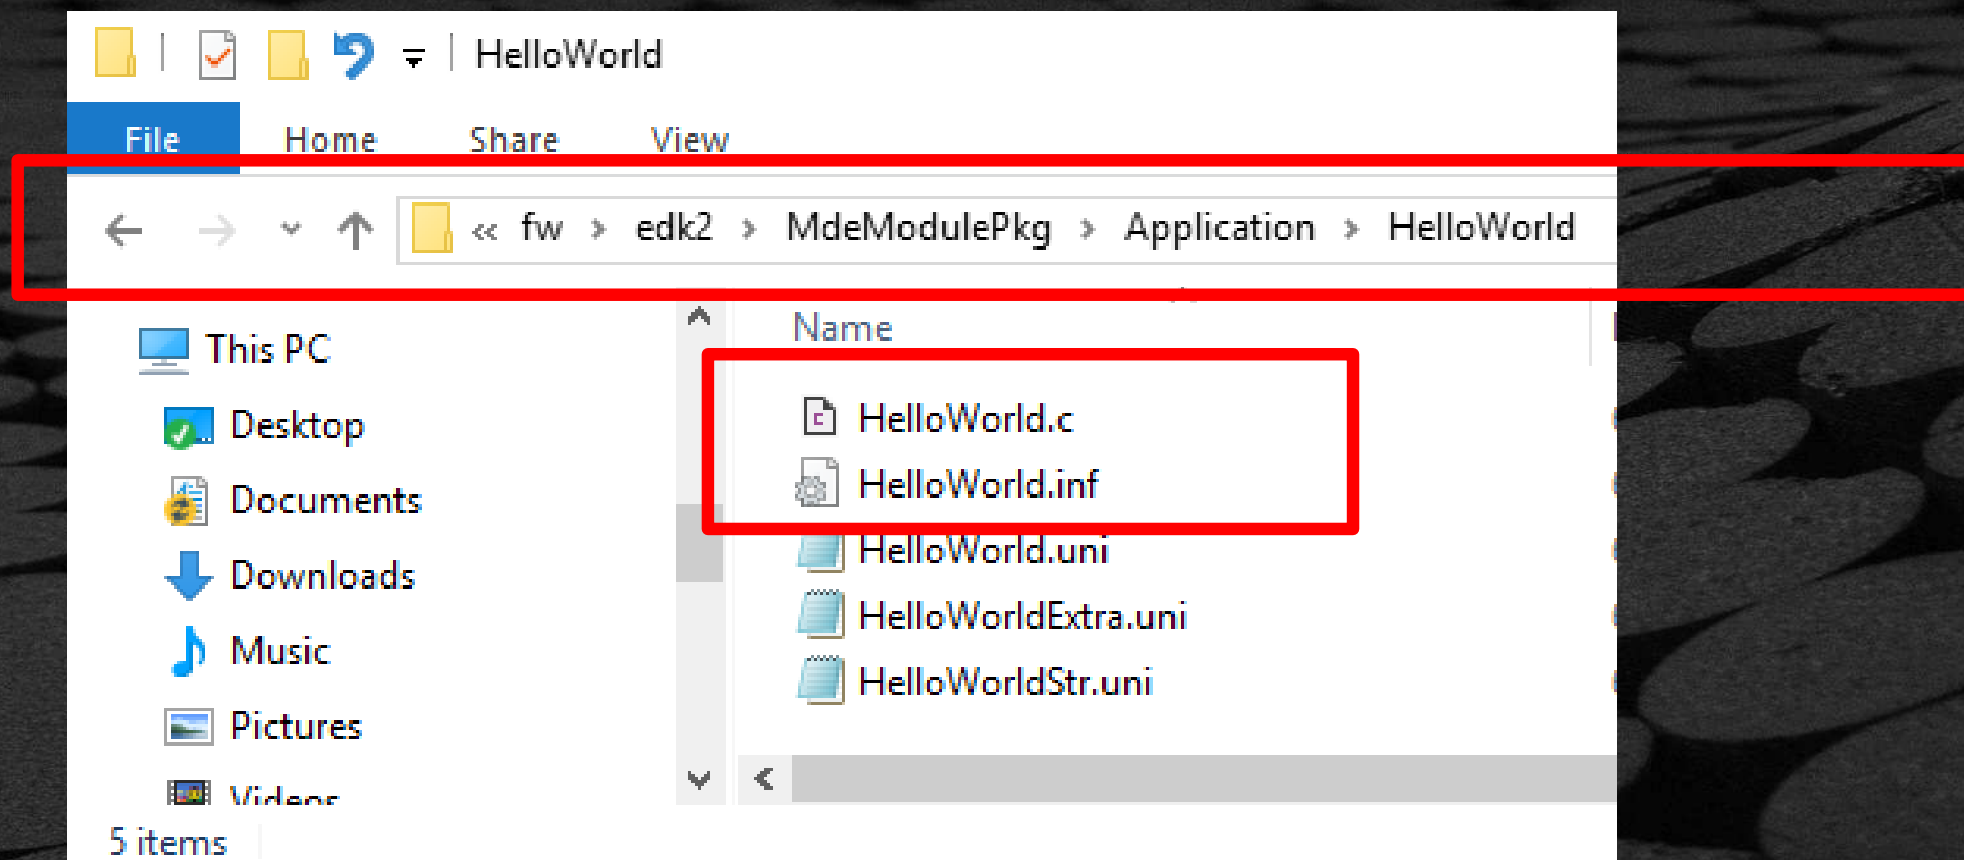 HelloWorld
File Home Share View
« fw > edk2 > MdeModulePkg > Application > HelloWorld
This PC
Desktop
Documents
Downloads
Music
Pictures
Videos
5 items
Name
HelloWorld.c
HelloWorld.inf
HelloWorld.uni
HelloWorldExtra.uni
HelloWorldStr.uni